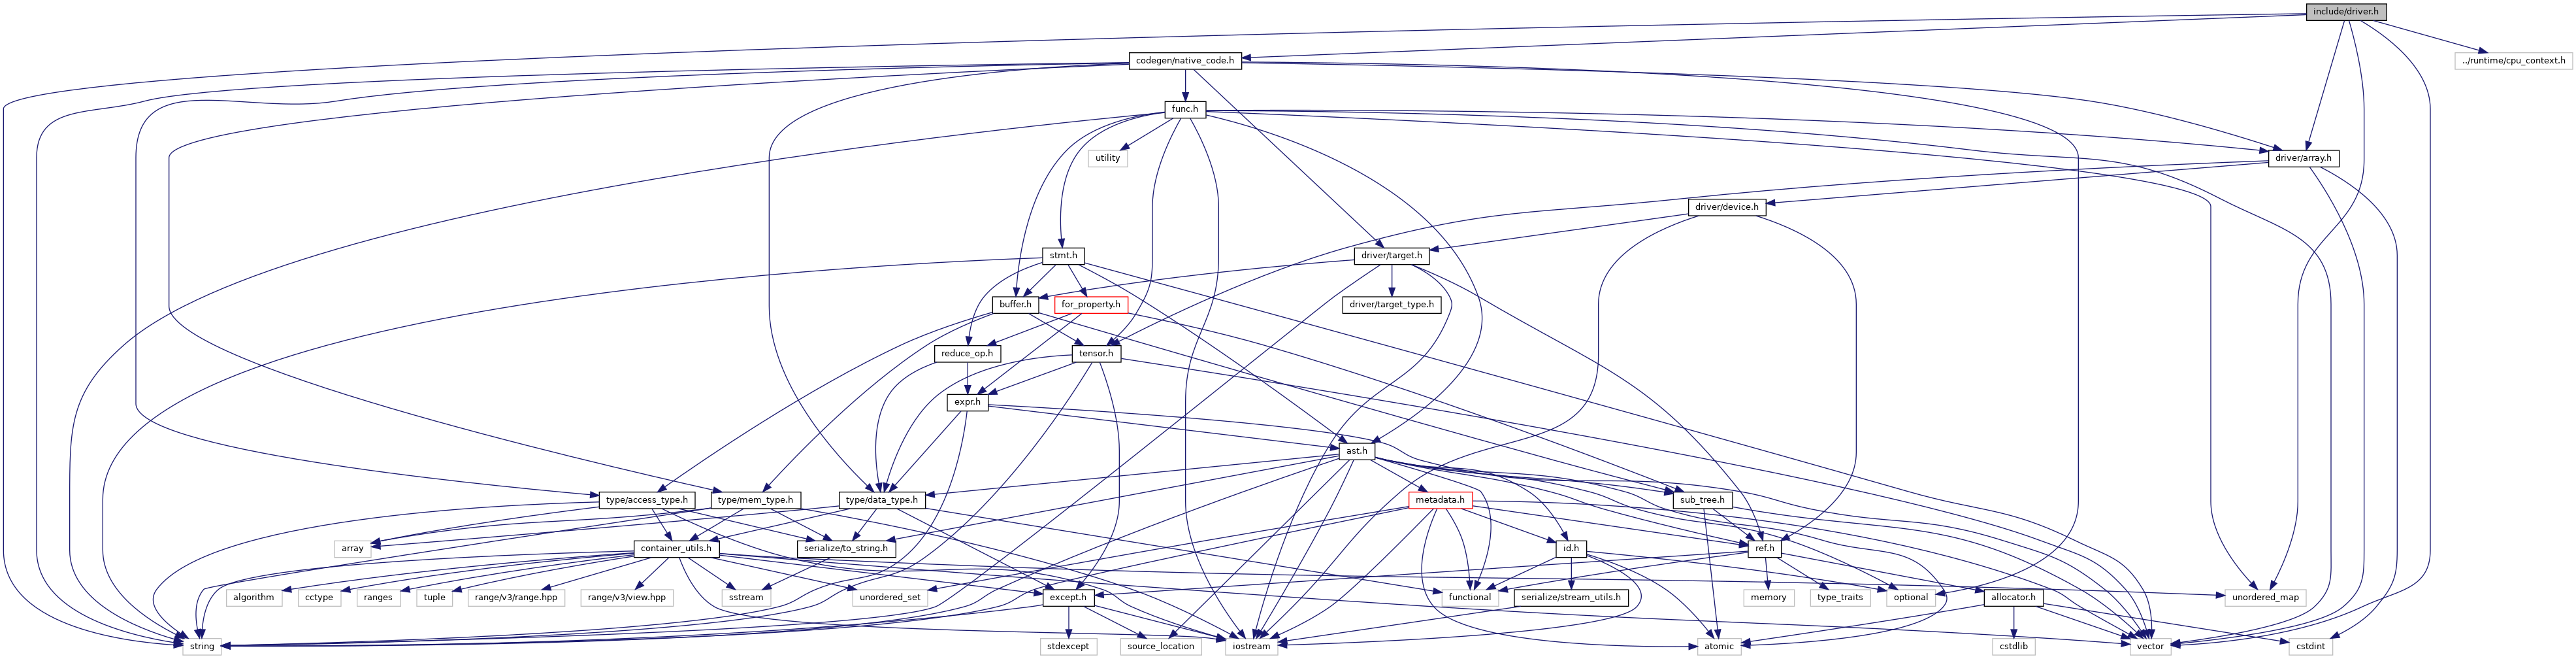 include/driver.h
codegen/native_code.h
../runtime/cpu_context.h
func.h
utility
driver/array.h
driver/device.h
stmt.h
driver/target.h
buffer.h
for_property.h
driver/target_type.h
reduce_op.h
tensor.h
expr.h
ast.h
type/access_type.h
type/mem_type.h
type/data_type.h
metadata.h
sub_tree.h
array
container_utils.h
serialize/to_string.h
id.h
ref.h
algorithm
cctype
ranges
tuple
range/v3/range.hpp
range/v3/view.hpp
sstream
unordered_set
except.h
functional
serialize/stream_utils.h
memory
type_traits
optional
allocator.h
unordered_map
string
stdexcept
source_location
iostream
atomic
cstdlib
vector
cstdint